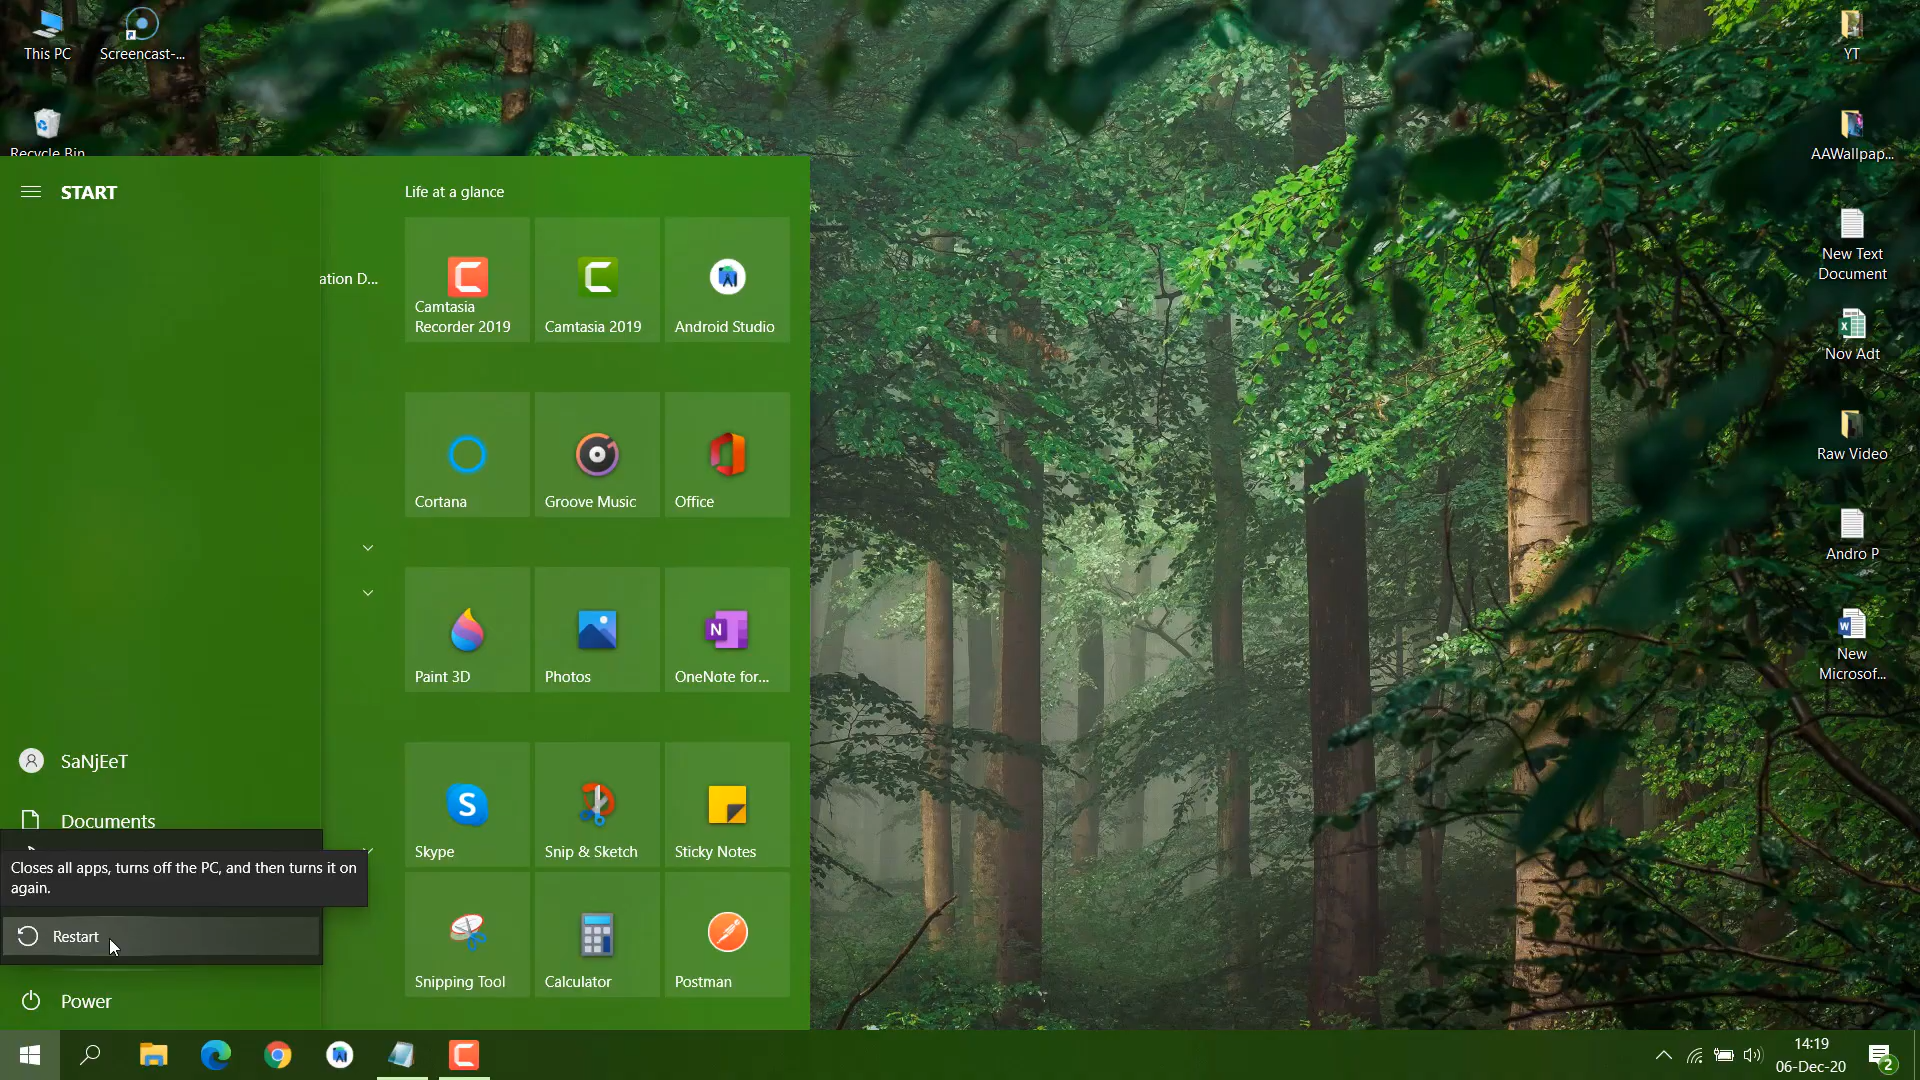 This PC
Screencast-...
Recycle Bin
START
ation D...
SaNjEeT
Documents
Closes all apps, turns off the PC, and then turns it on
again.
Restart
Power
Life at a glance
Camtasia
Recorder 2019
Camtasia 2019
Android Studio
Cortana
Groove Music
Office
Paint 3D
Photos
OneNote for...
Skype
Snip & Sketch
Sticky Notes
Snipping Tool
Calculator
Postman
YT
AAWallpap...
New Text
Document
Nov Adt
Raw Video
Andro P
New
Microsof...
14:19
06-Dec-20
2